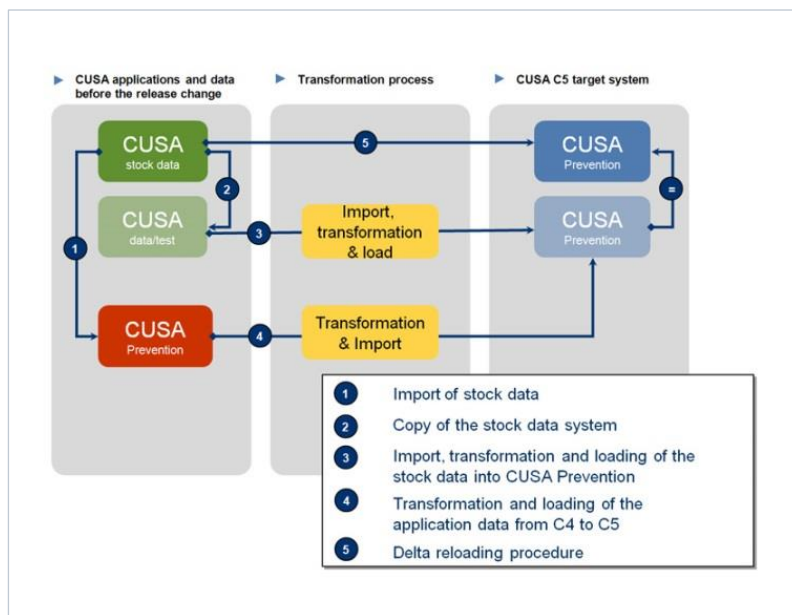 CUSA applications and data
before the release change
Transformation process
CUSA C5 target system
CUSA
stock data
5
CUSA
Prevention
2
=
CUSA
data/test
1
3
Import,
transformation
& load
CUSA
Prevention
CUSA
Prevention
4
Transformation
& Import
1 Import of stock data
2 Copy of the stock data system
3 Import, transformation and loading of the
stock data into CUSA Prevention
4 Transformation and loading of the
application data from C4 to C5
5 Delta reloading procedure